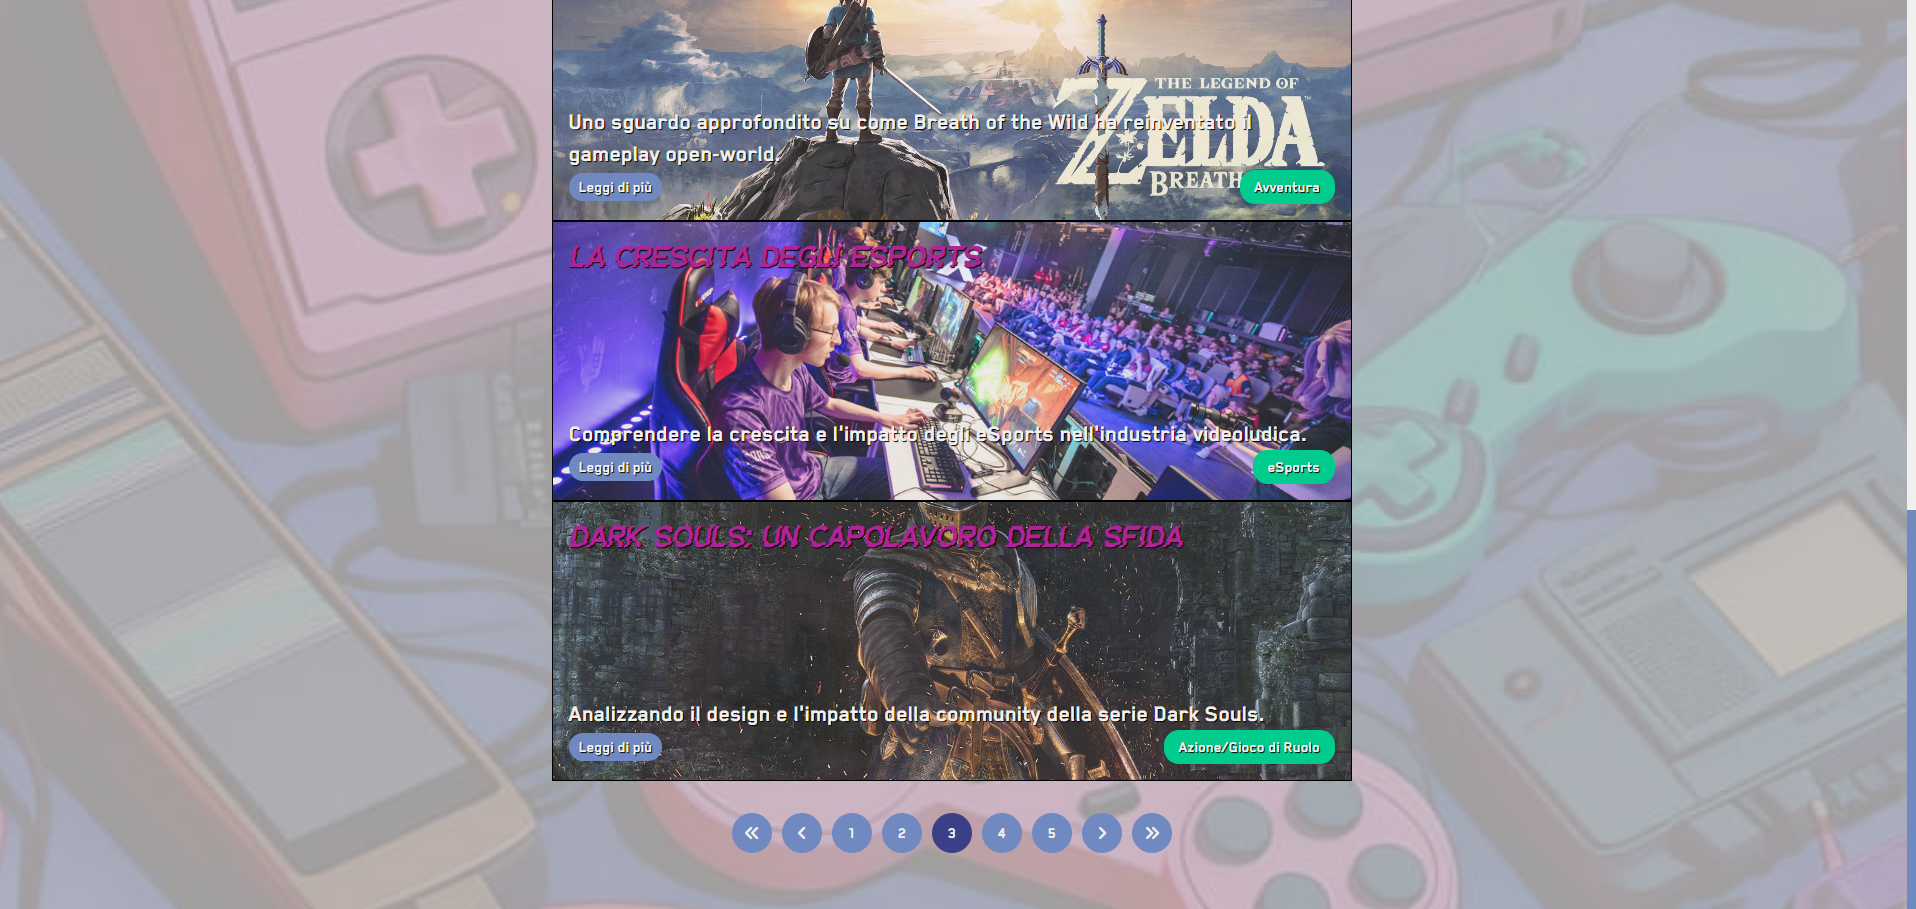 THE LEGEND OF
ZELDA
BREATH
Uno sguardo approfondito su come Breath of the Wild ha reinventato il
gameplay open-world.
Leggi di più
Avventura
LA CRESCITA DEGLI ESPORTS
Comprendere la crescita e l'impatto degli eSports nell'industria videoludica.
Leggi di più
eSports
DARK SOULS: UN CAPOLAVORO DELLA SFIDA
Analizzando il design e l'impatto della community della serie Dark Souls.
Leggi di più
Azione/Gioco di Ruolo
« ‹ 1 2 3 4 5 › »